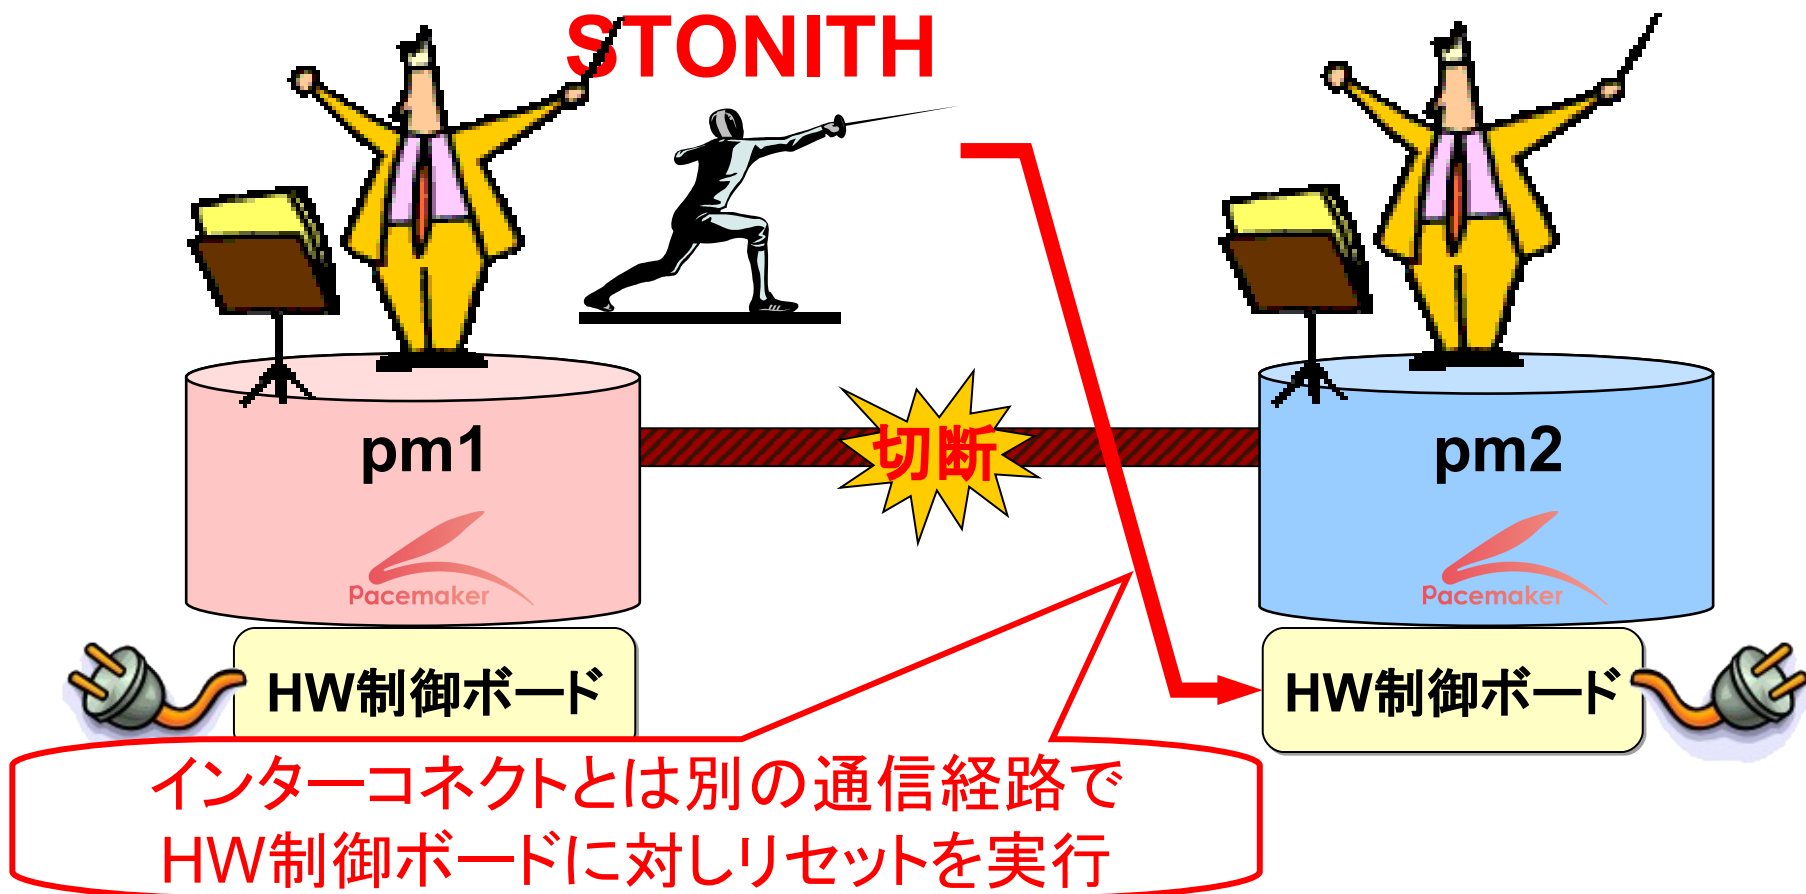 STONITH
pm1
切断
pm2
Pacemaker
Pacemaker
HW制御ボード
HW制御ボード
インターコネクトとは別の通信経路で
HW制御ボードに対しリセットを実行